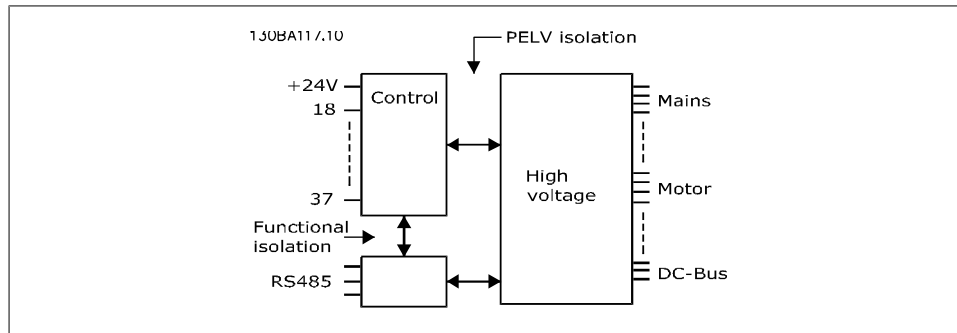 130BA117.10
PELV isolation
+24V
18
37
Control
High
voltage
Mains
Motor
DC-Bus
Functional
isolation
RS485